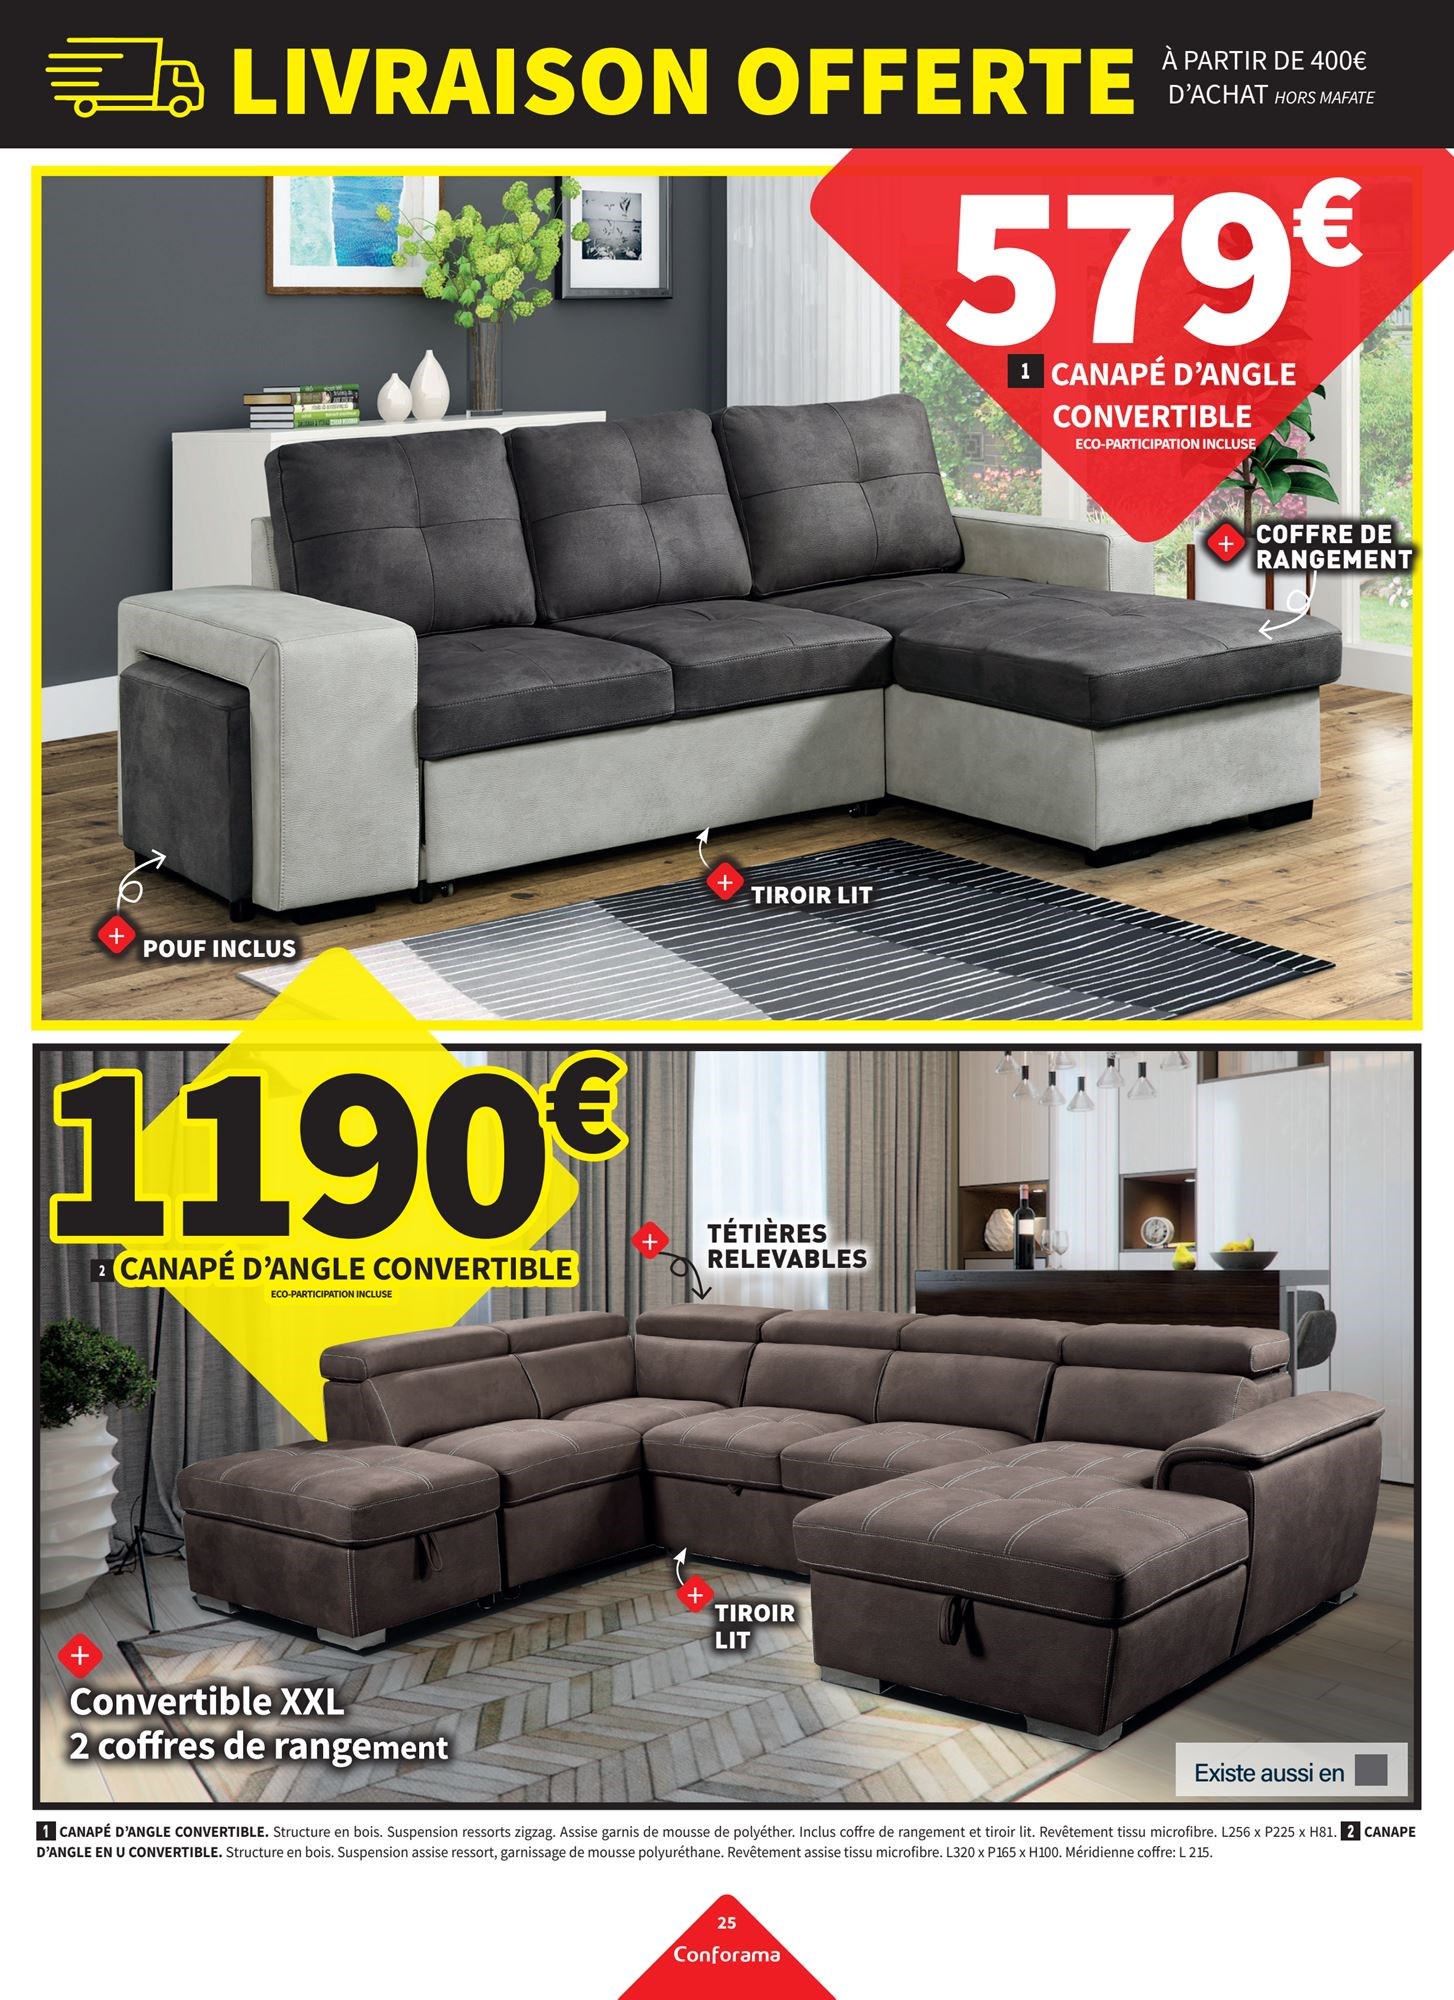 LIVRAISON OFFERTE
À PARTIR DE 400€
D'ACHAT HORS MAFATE
579€
1 CANAPÉ D'ANGLE
CONVERTIBLE
ECO-PARTICIPATION INCLUSE
+ COFFRE DE
RANGEMENT
+ TIROIR LIT
+ POUF INCLUS
1190€
2 CANAPÉ D'ANGLE CONVERTIBLE
ECO-PARTICIPATION INCLUSE
+ TÉTIÈRES
RELEVABLES
+ TIROIR
LIT
+
Convertible XXL
2 coffres de rangement
Existe aussi en
1 CANAPÉ D'ANGLE CONVERTIBLE. Structure en bois. Suspension ressorts zigzag. Assise garnis de mousse de polyéther. Inclus coffre de rangement et tiroir lit. Revêtement tissu microfibre. L256 x P225 x H81. 2 CANAPE
D'ANGLE EN U CONVERTIBLE. Structure en bois. Suspension assise ressort, garnissage de mousse polyuréthane. Revêtement assise tissu microfibre. L320 x P165 x H100. Méridienne coffre: L 215.
25
Conforama